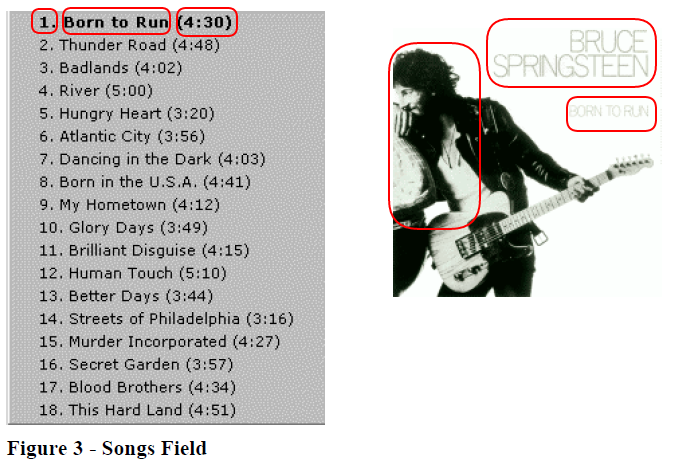 1. Born to Run (4:30)
2. Thunder Road (4:48)
3. Badlands (4:02)
4. River (5:00)
5. Hungry Heart (3:20)
6. Atlantic City (3:56)
7. Dancing in the Dark (4:03)
8. Born in the U.S.A. (4:41)
9. My Hometown (4:12)
10. Glory Days (3:49)
11. Brilliant Disguise (4:15)
12. Human Touch (5:10)
13. Better Days (3:44)
14. Streets of Philadelphia (3:16)
15. Murder Incorporated (4:27)
16. Secret Garden (3:57)
17. Blood Brothers (4:34)
18. This Hard Land (4:51)
Figure 3 - Songs Field
BRUCE
SPRINGSTEEN
BORN TO RUN